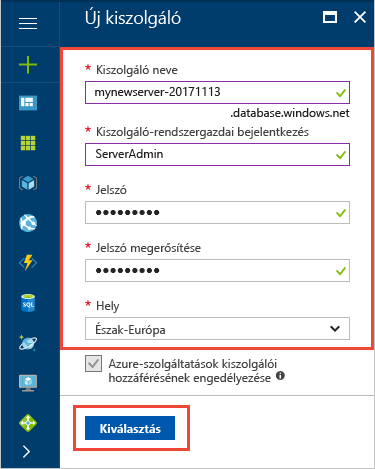 Új kiszolgáló
* Kiszolgáló neve
mynewserver-20171113
.database.windows.net
* Kiszolgáló-rendszergazdai bejelentkezés
ServerAdmin
* Jelszó
•••••••••
* Jelszó megerősítése
•••••••••
* Hely
Észak-Európa
Azure-szolgáltatások kiszolgálói
hozzáférésének engedélyezése
SQL
Kiválasztás